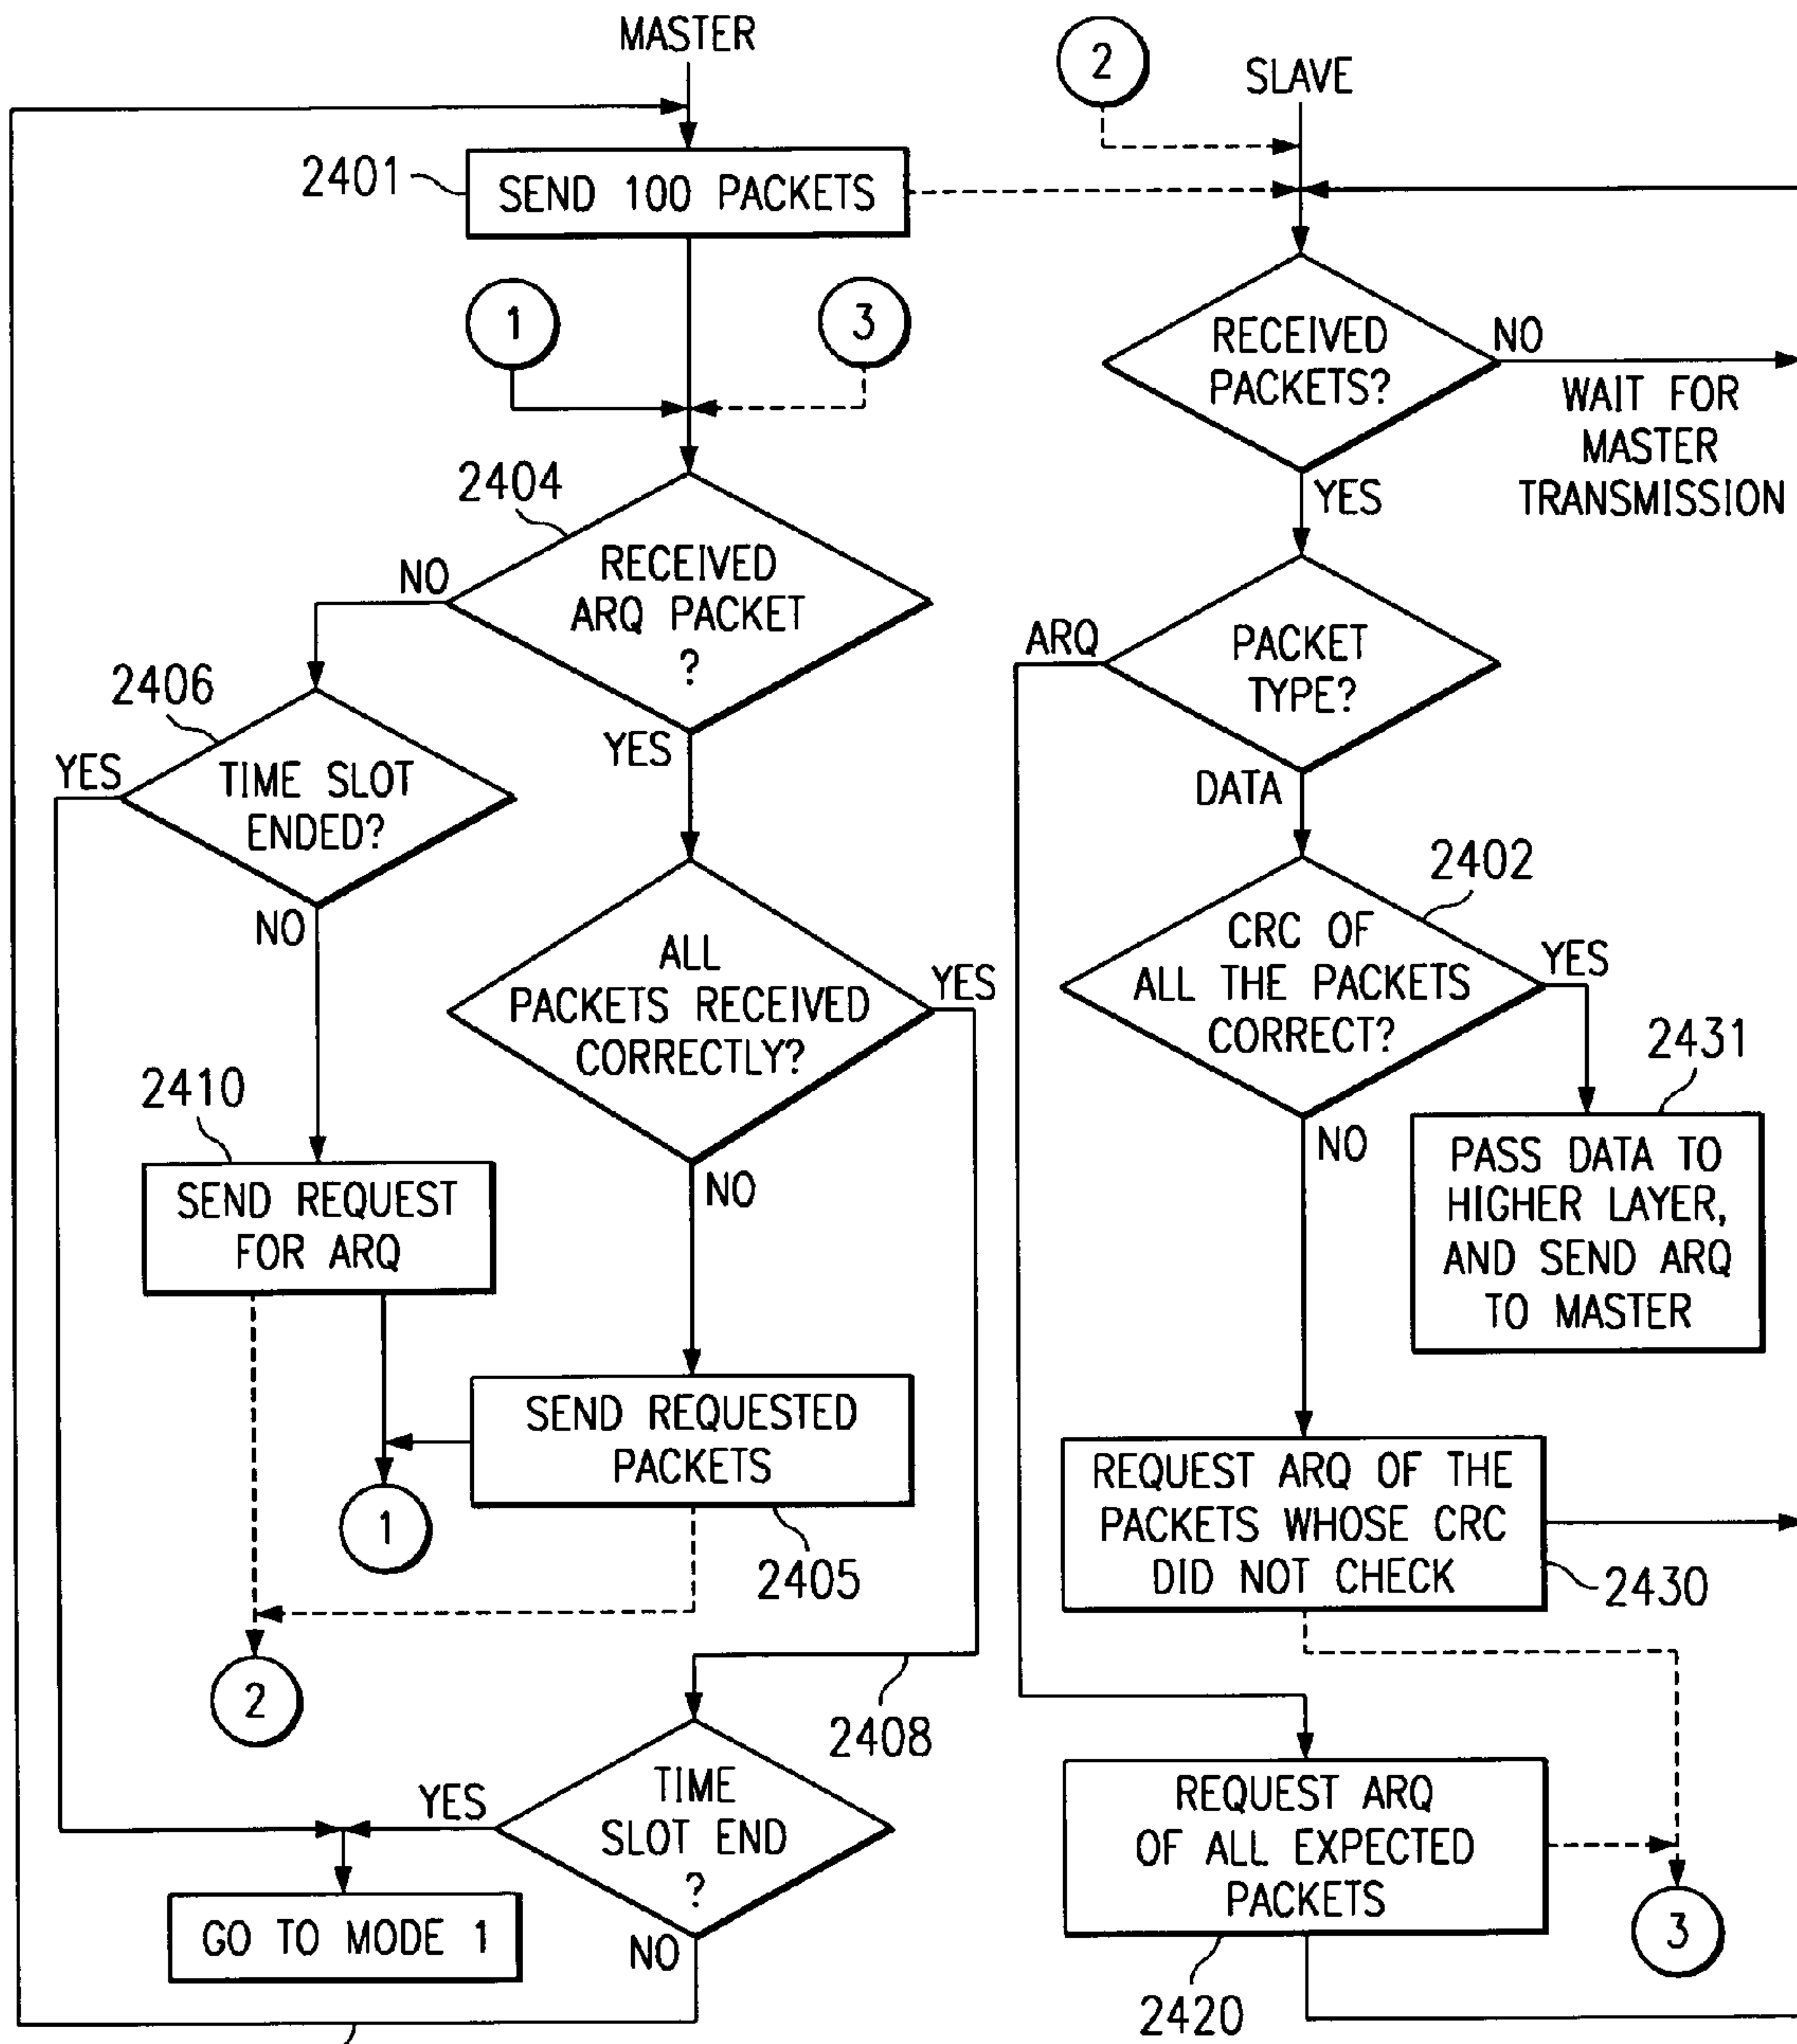 MASTER
2401
SEND 100 PACKETS
1
3
2404
NO
RECEIVED
ARQ PACKET
?
YES
2406
YES
TIME SLOT
ENDED?
NO
ALL
PACKETS RECEIVED
CORRECTLY?
YES
NO
2410
SEND REQUEST
FOR ARQ
SEND REQUESTED
PACKETS
1
2405
2
2408
TIME
SLOT END
?
YES
NO
GO TO MODE 1
2
SLAVE
RECEIVED
PACKETS?
NO
WAIT FOR
MASTER
TRANSMISSION
YES
ARQ
PACKET
TYPE?
DATA
2402
CRC OF
ALL THE PACKETS
CORRECT?
YES
NO
2431
PASS DATA TO
HIGHER LAYER,
AND SEND ARQ
TO MASTER
REQUEST ARQ OF THE
PACKETS WHOSE CRC
DID NOT CHECK
2430
REQUEST ARQ
OF ALL EXPECTED
PACKETS
3
2420